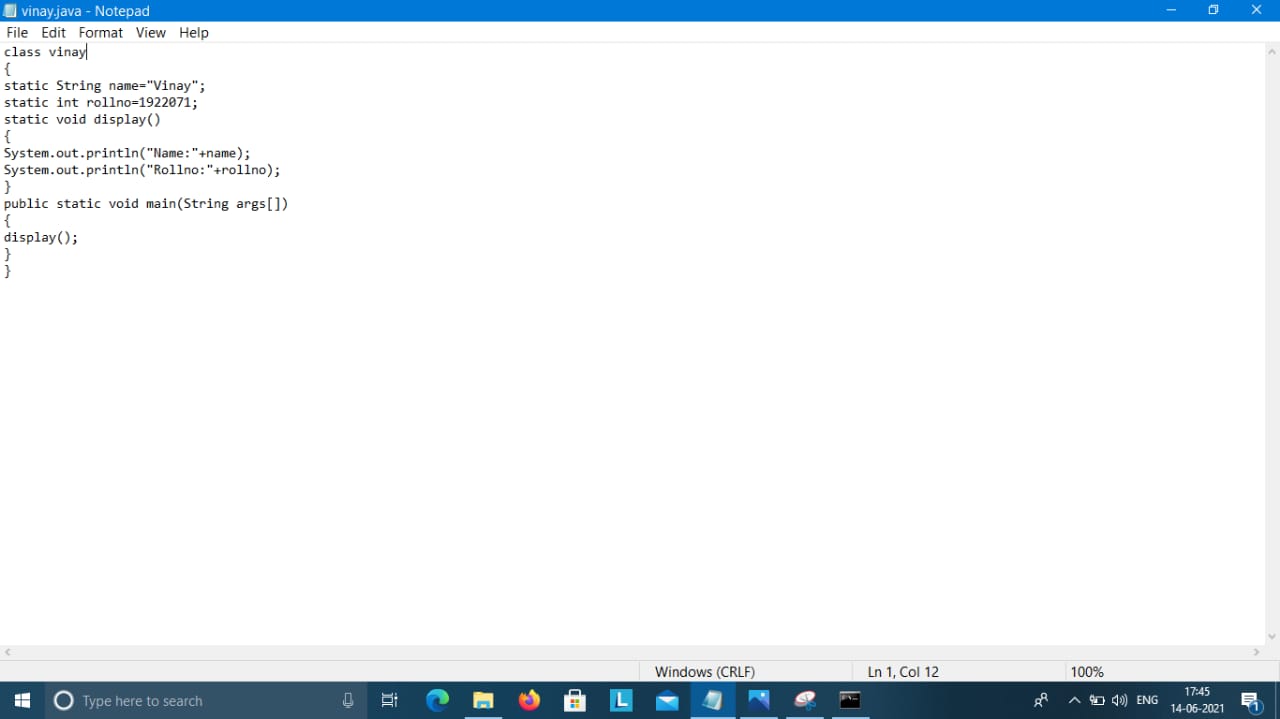 vinay.java - Notepad
File Edit Format View Help
class vinay
{
static String name="Vinay";
static int rollno=1922071;
static void display()
{
System.out.println("Name:"+name);
System.out.println("Rollno:"+rollno);
}
public static void main(String args[])
{
display();
}
}
Windows (CRLF) Ln 1, Col 12 100%
Type here to search L ENG 17:45
14-06-2021 1